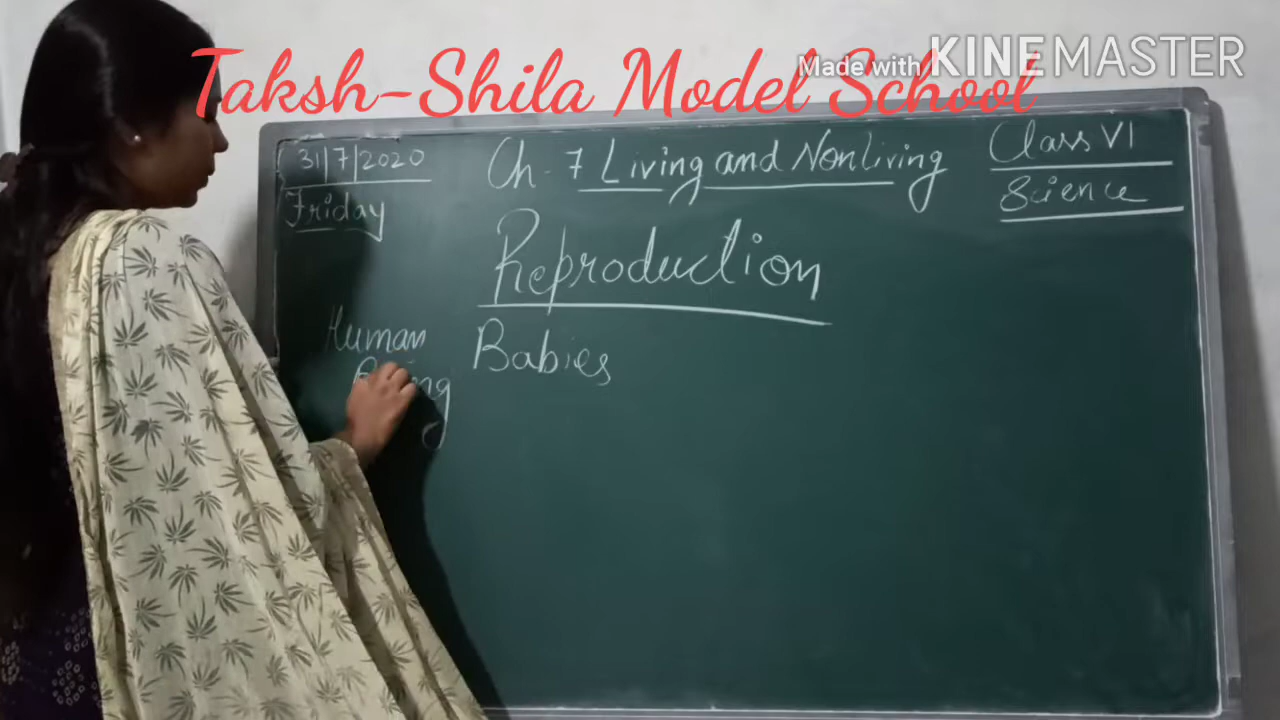 Taksh-Shila Model School
Made with KINEMASTER
31/7/2020
Friday
Ch - 7 Living and Nonliving
Class VI
Science
Reproduction
Human
Babies